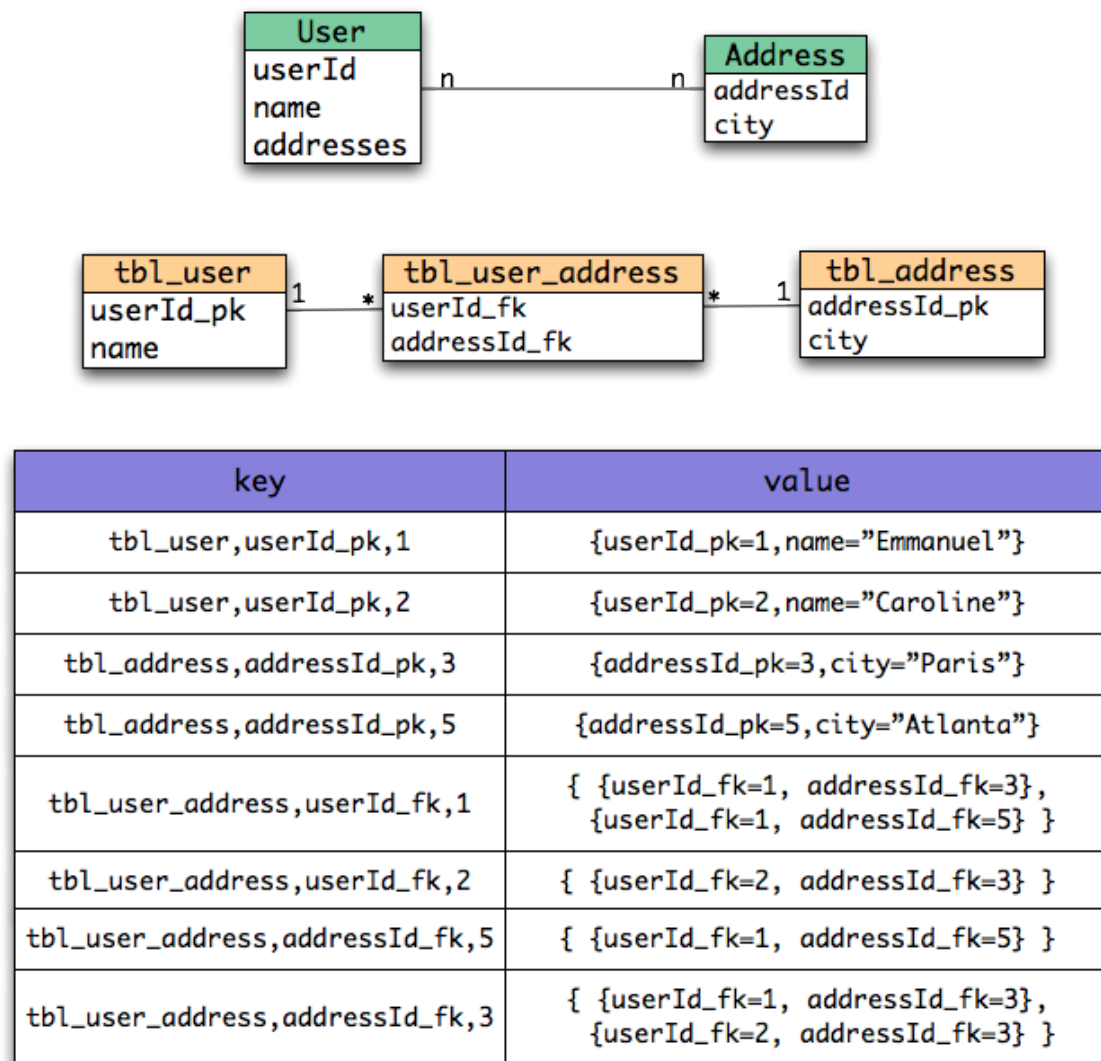 User
userId
name
addresses
n
n
Address
addressId
city
tbl_user
userId_pk
name
1
*
tbl_user_address
userId_fk
addressId_fk
*
1
tbl_address
addressId_pk
city
key
value
tbl_user,userId_pk,1
{userId_pk=1,name=”Emmanuel”}
tbl_user,userId_pk,2
{userId_pk=2,name=”Caroline”}
tbl_address,addressId_pk,3
{addressId_pk=3,city=”Paris”}
tbl_address,addressId_pk,5
{addressId_pk=5,city=”Atlanta”}
tbl_user_address,userId_fk,1
{ {userId_fk=1, addressId_fk=3},
{userId_fk=1, addressId_fk=5} }
tbl_user_address,userId_fk,2
{ {userId_fk=2, addressId_fk=3} }
tbl_user_address,addressId_fk,5
{ {userId_fk=1, addressId_fk=5} }
tbl_user_address,addressId_fk,3
{ {userId_fk=1, addressId_fk=3},
{userId_fk=2, addressId_fk=3} }